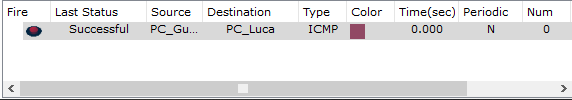 Fire Last Status Source Destination Type Color Time(sec) Periodic Num
Successful PC_Gu... PC_Luca ICMP 0.000 N 0